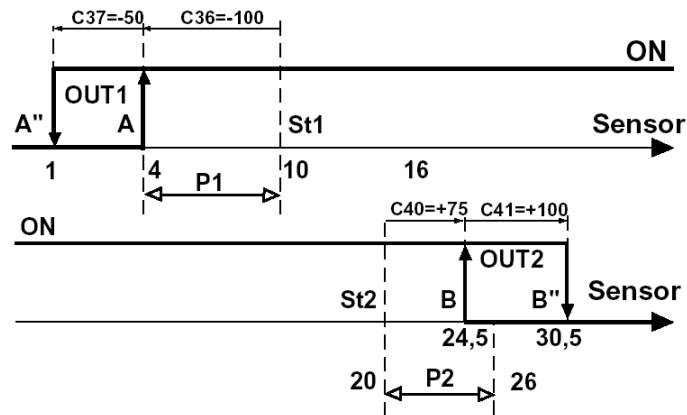 C37=-50 C36=-100
ON
OUT1
A" A St1 Sensor
1 4 10 16
P1
C40=+75 C41=+100
ON
OUT2
St2 B B" Sensor
24,5 30,5
20 P2 26